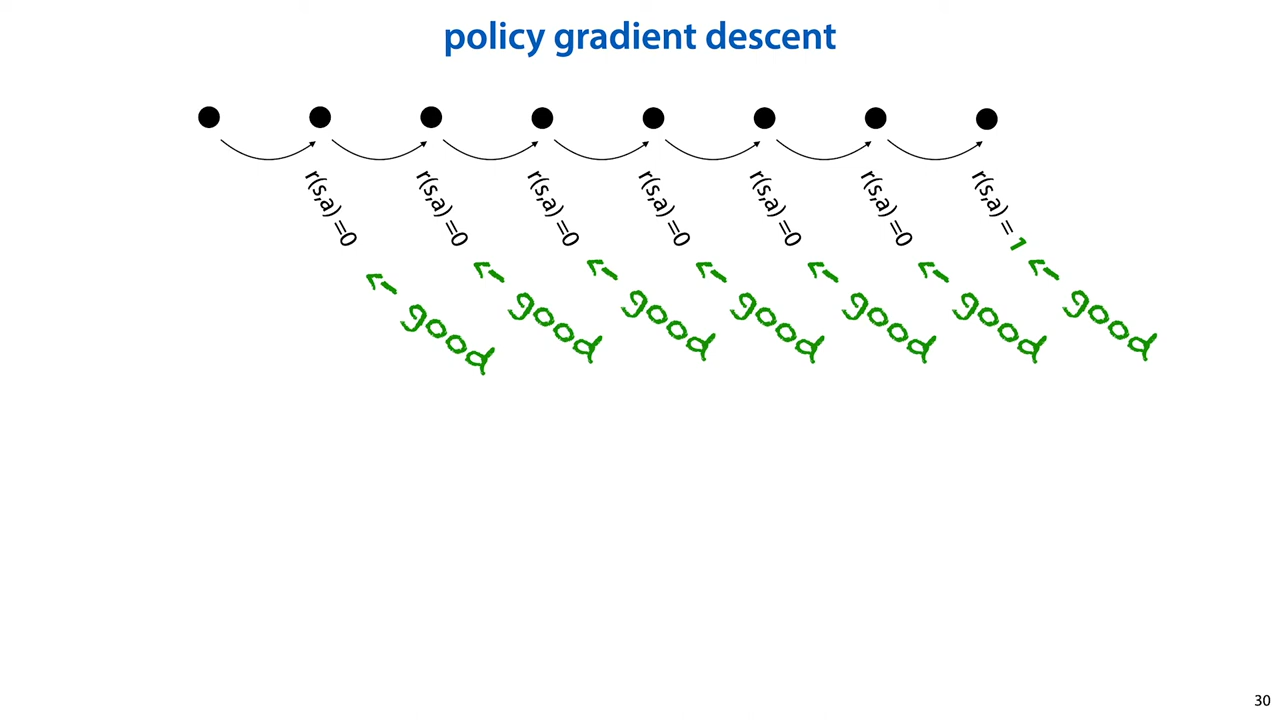 policy gradient descent
r(s,a) =0
r(s,a) =0
r(s,a) =0
r(s,a) =0
r(s,a) =0
r(s,a) =0
r(s,a) = 1
← good
← good
← good
← good
← good
← good
← good
30